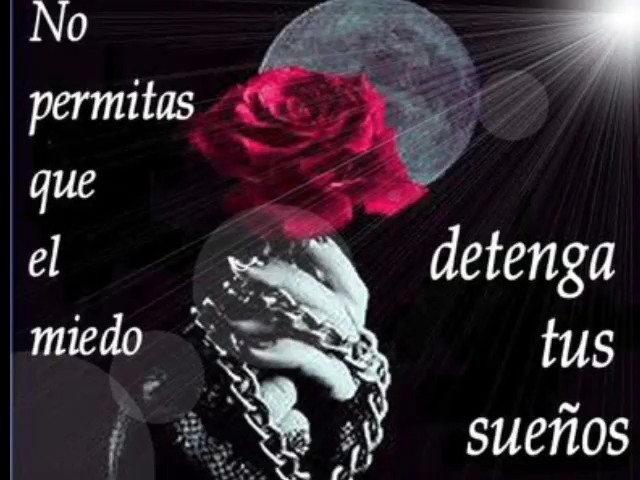 No
permitas
que
el
miedo
detenga
tus
sueños